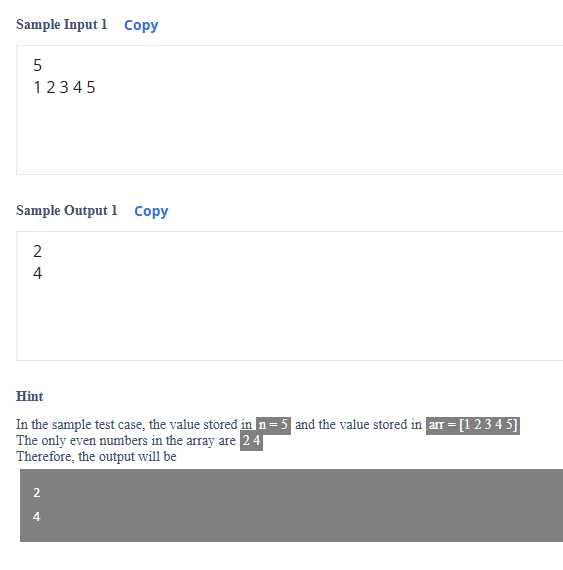 Sample Input 1 Copy
5
1 2 3 4 5
Sample Output 1 Copy
2
4
Hint
In the sample test case, the value stored in n = 5 and the value stored in arr = [1 2 3 4 5]
The only even numbers in the array are 2 4
Therefore, the output will be
2
4